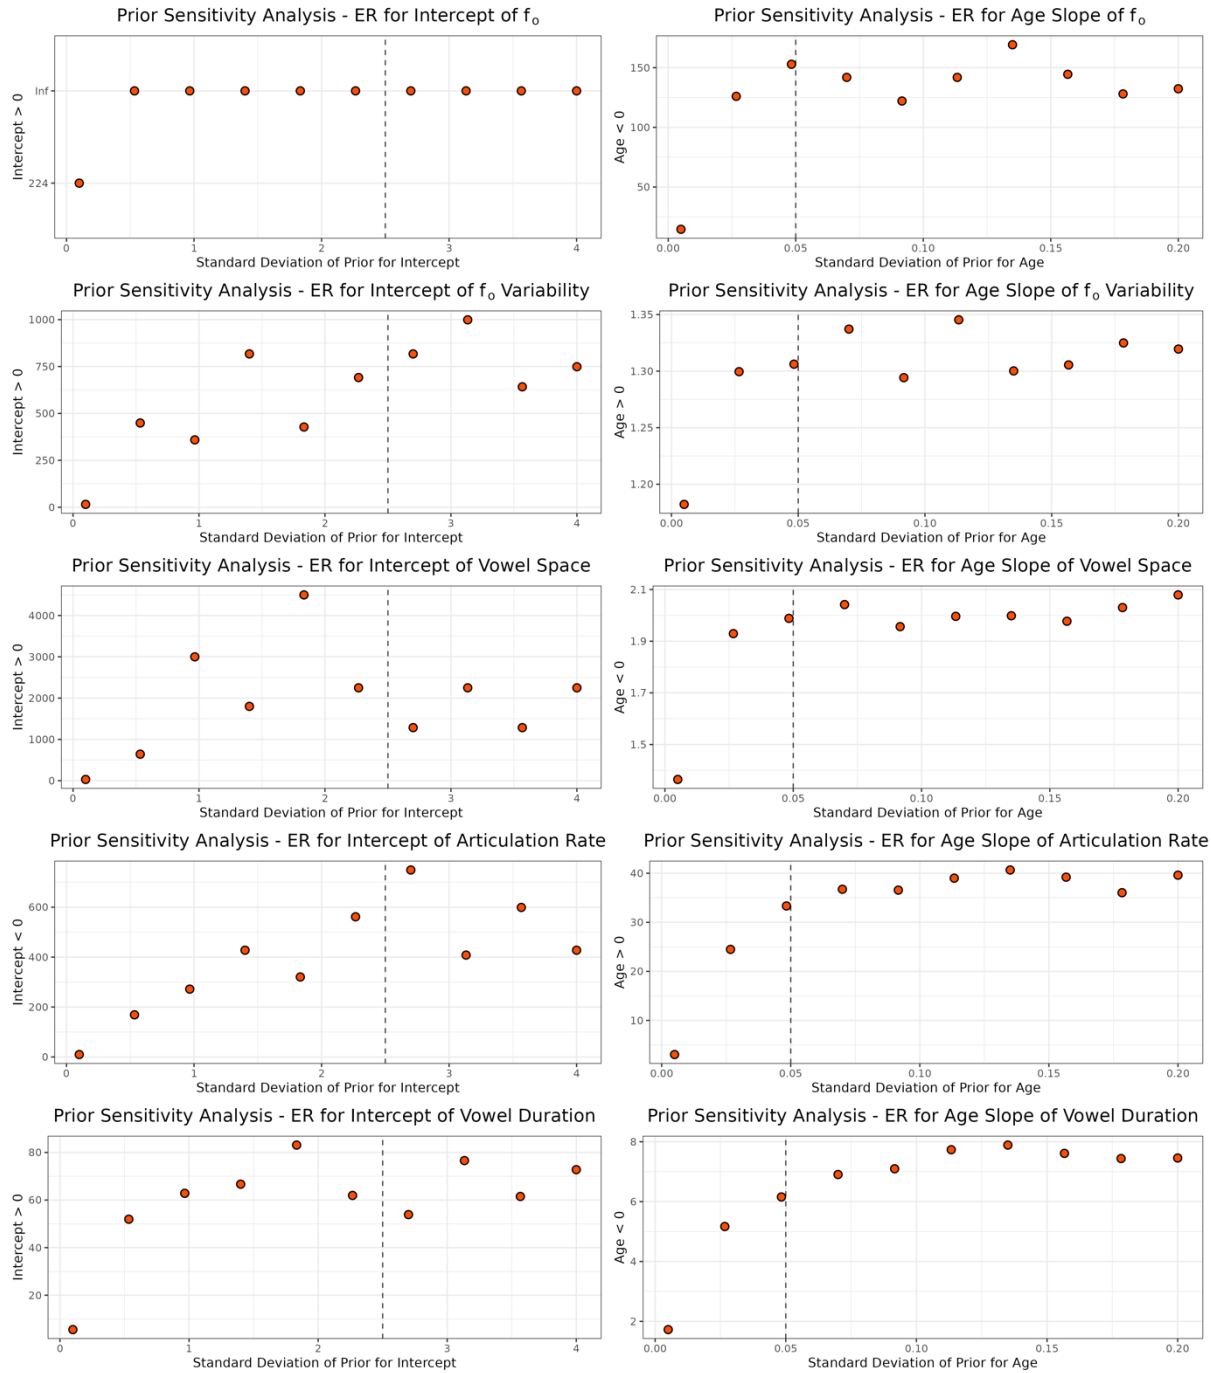 Prior Sensitivity Analysis - ER for Intercept of fo
Intercept > 0
Inf
224
0 1 2 3 4
Standard Deviation of Prior for Intercept
Prior Sensitivity Analysis - ER for Age Slope of fo
Age < 0
150
100
50
0.00 0.05 0.10 0.15 0.20
Standard Deviation of Prior for Age
Prior Sensitivity Analysis - ER for Intercept of fo Variability
Intercept > 0
1000
750
500
250
0
0 1 2 3 4
Standard Deviation of Prior for Intercept
Prior Sensitivity Analysis - ER for Age Slope of fo Variability
Age > 0
1.35
1.30
1.25
1.20
0.00 0.05 0.10 0.15 0.20
Standard Deviation of Prior for Age
Prior Sensitivity Analysis - ER for Intercept of Vowel Space
Intercept > 0
4000
3000
2000
1000
0
0 1 2 3 4
Standard Deviation of Prior for Intercept
Prior Sensitivity Analysis - ER for Age Slope of Vowel Space
Age < 0
2.1
1.9
1.7
1.5
0.00 0.05 0.10 0.15 0.20
Standard Deviation of Prior for Age
Prior Sensitivity Analysis - ER for Intercept of Articulation Rate
Intercept < 0
600
400
200
0
0 1 2 3 4
Standard Deviation of Prior for Intercept
Prior Sensitivity Analysis - ER for Age Slope of Articulation Rate
Age > 0
40
30
20
10
0.00 0.05 0.10 0.15 0.20
Standard Deviation of Prior for Age
Prior Sensitivity Analysis - ER for Intercept of Vowel Duration
Intercept > 0
80
60
40
20
0 1 2 3 4
Standard Deviation of Prior for Intercept
Prior Sensitivity Analysis - ER for Age Slope of Vowel Duration
Age < 0
8
6
4
2
0.00 0.05 0.10 0.15 0.20
Standard Deviation of Prior for Age